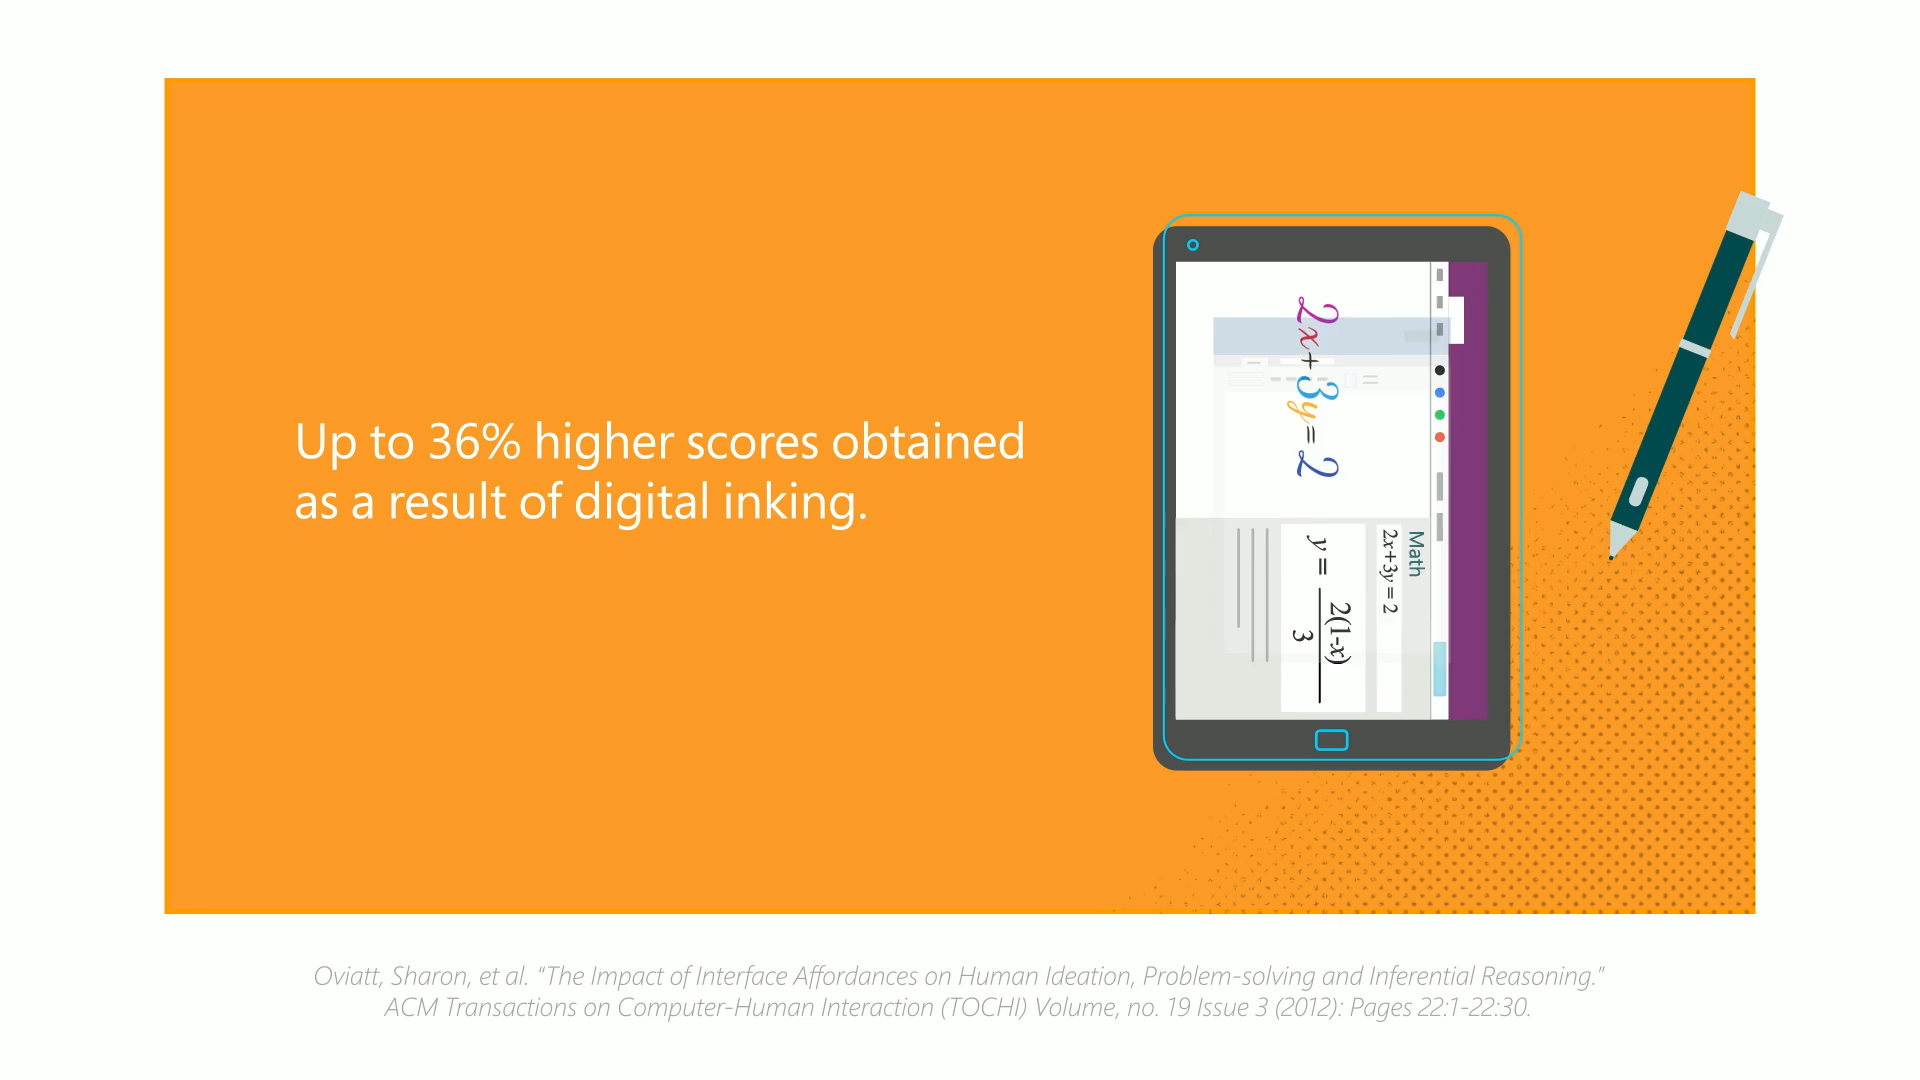 Up to 36% higher scores obtained
as a result of digital inking.
2x+3y=2
Math
2x+3y=2
y = 2(1-x)
3
Oviatt, Sharon, et al. "The Impact of Interface Affordances on Human Ideation, Problem-solving and Inferential Reasoning."
ACM Transactions on Computer-Human Interaction (TOCHI) Volume, no. 19 Issue 3 (2012): Pages 22:1-22:30.